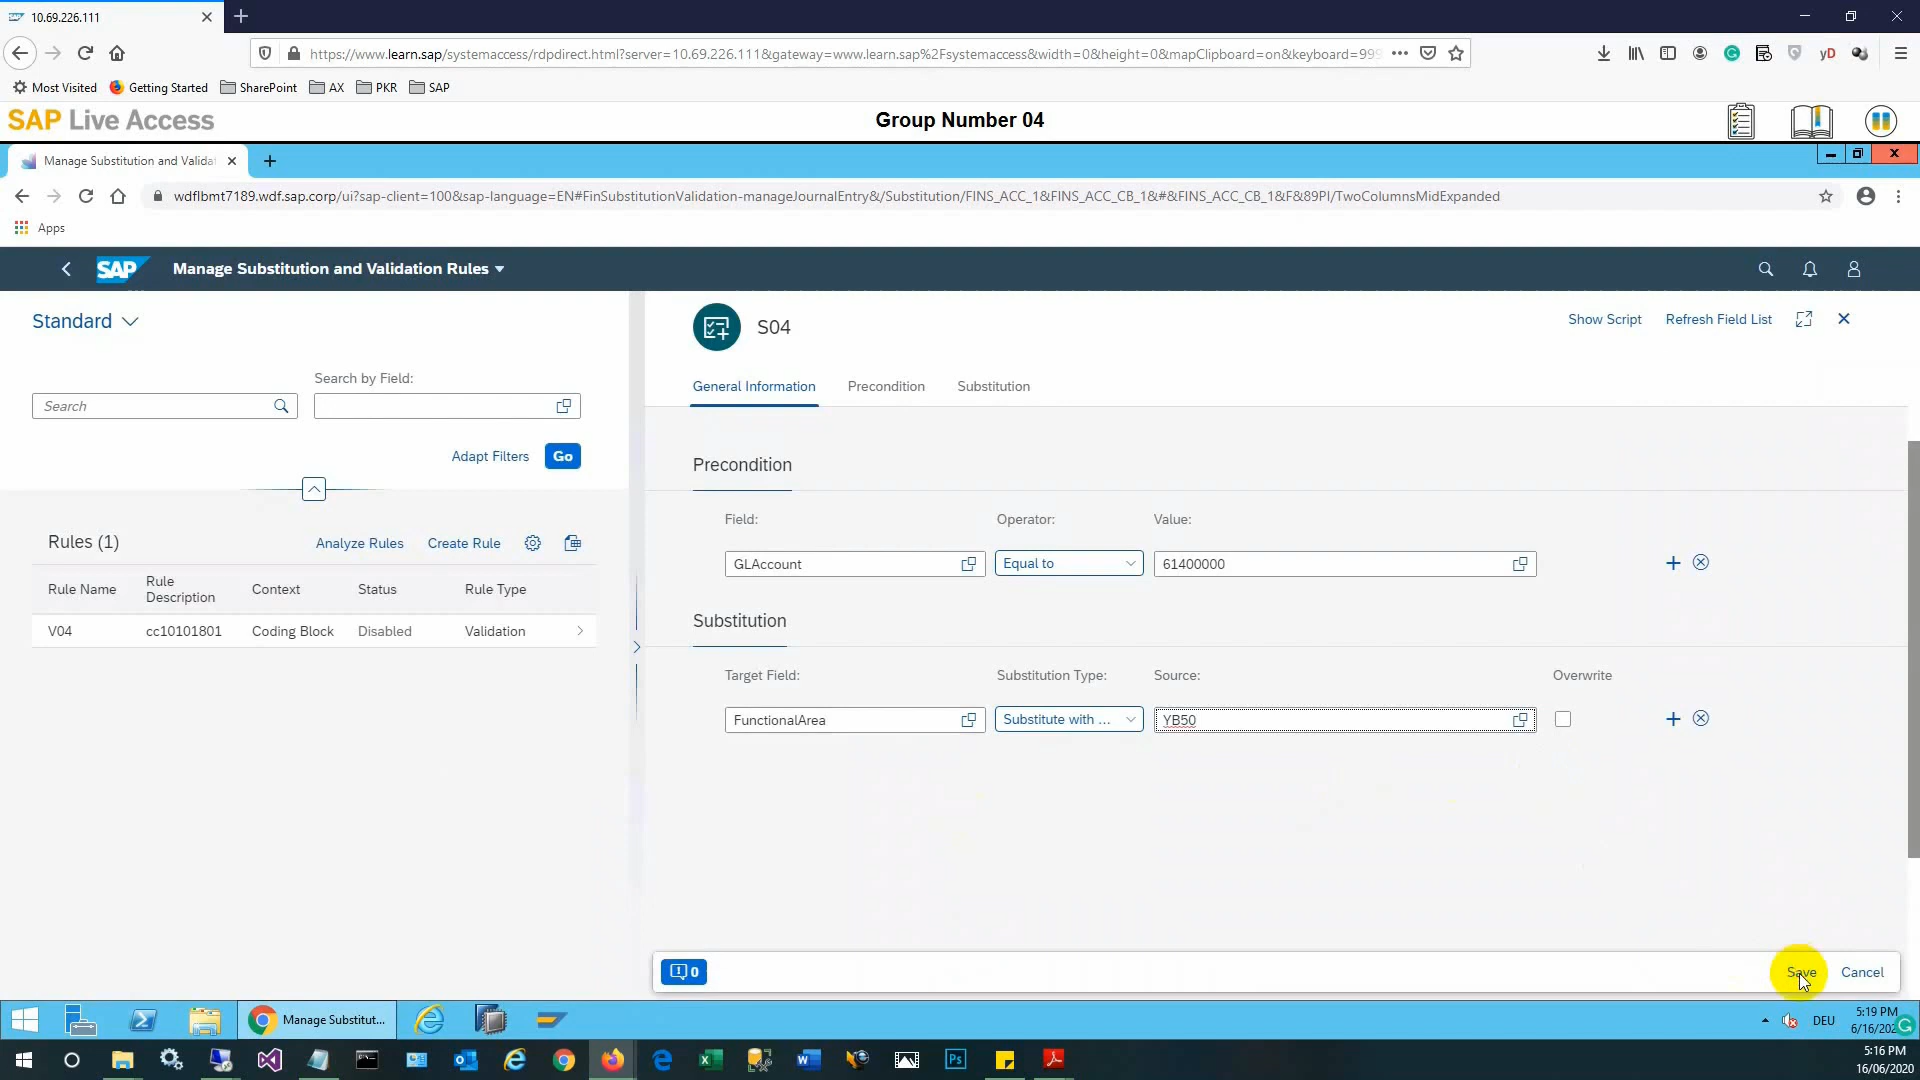 10.69.226.111
https://www.learn.sap/systemaccess/rdpdirect.html?server=10.69.226.111&gateway=www.learn.sap%2Fsystemaccess&width=0&height=0&mapClipboard=on&keyboard=999
Most Visited Getting Started SharePoint AX PKR SAP
SAP Live Access
Group Number 04
Manage Substitution and Valida
wdflbmt7189.wdf.sap.corp/ui?sap-client=100&sap-language=EN#FinSubstitutionValidation-manageJournalEntry&/Substitution/FINS_ACC_1&FINS_ACC_CB_1&#&FINS_ACC_CB_1&F&89PI/TwoColumnsMidExpanded
Apps
SAP Manage Substitution and Validation Rules
Standard
Search by Field:
Search
Adapt Filters Go
Rules (1) Analyze Rules Create Rule
Rule Name Rule Description Context Status Rule Type
V04 cc10101801 Coding Block Disabled Validation
S04
Show Script Refresh Field List
General Information Precondition Substitution
Precondition
Field: Operator: Value:
GLAccount Equal to 61400000
Substitution
Target Field: Substitution Type: Source: Overwrite
FunctionalArea Substitute with ... YB50
0
Save Cancel
Manage Substitut...
DEU
5:19 PM
5:16 PM
16/06/2020